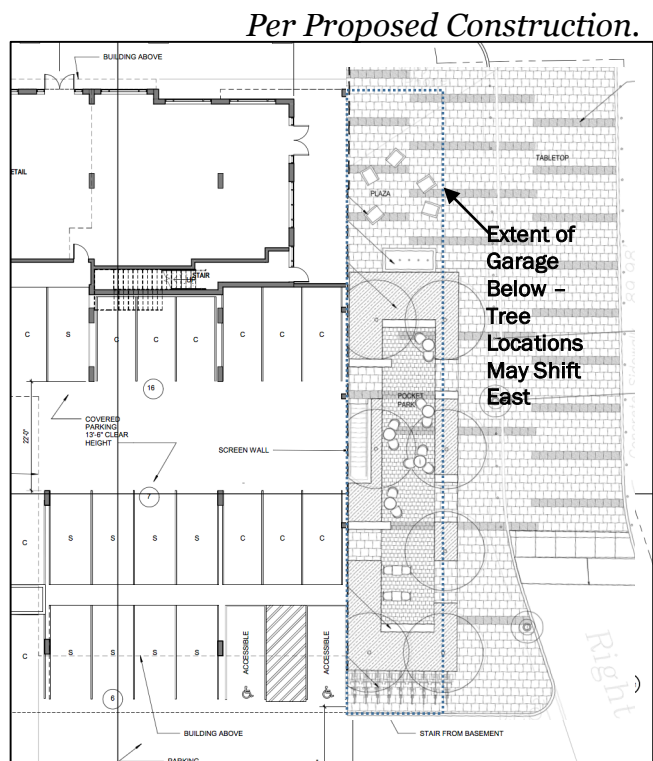 Per Proposed Construction.
BUILDING ABOVE
TABLETOP
ETAIL
PLAZA
Extent of
Garage
Below –
Tree
Locations
May Shift
East
STAIR
C S C C C C C C
POCKET
PARK
16
COVERED
PARKING
13'-6" CLEAR
HEIGHT
22'-0"
SCREEN WALL
7
C S S S S C C C
C S S S S
ACCESSIBLE
ACCESSIBLE
Right
6
BUILDING ABOVE
STAIR FROM BASEMENT
PARKING